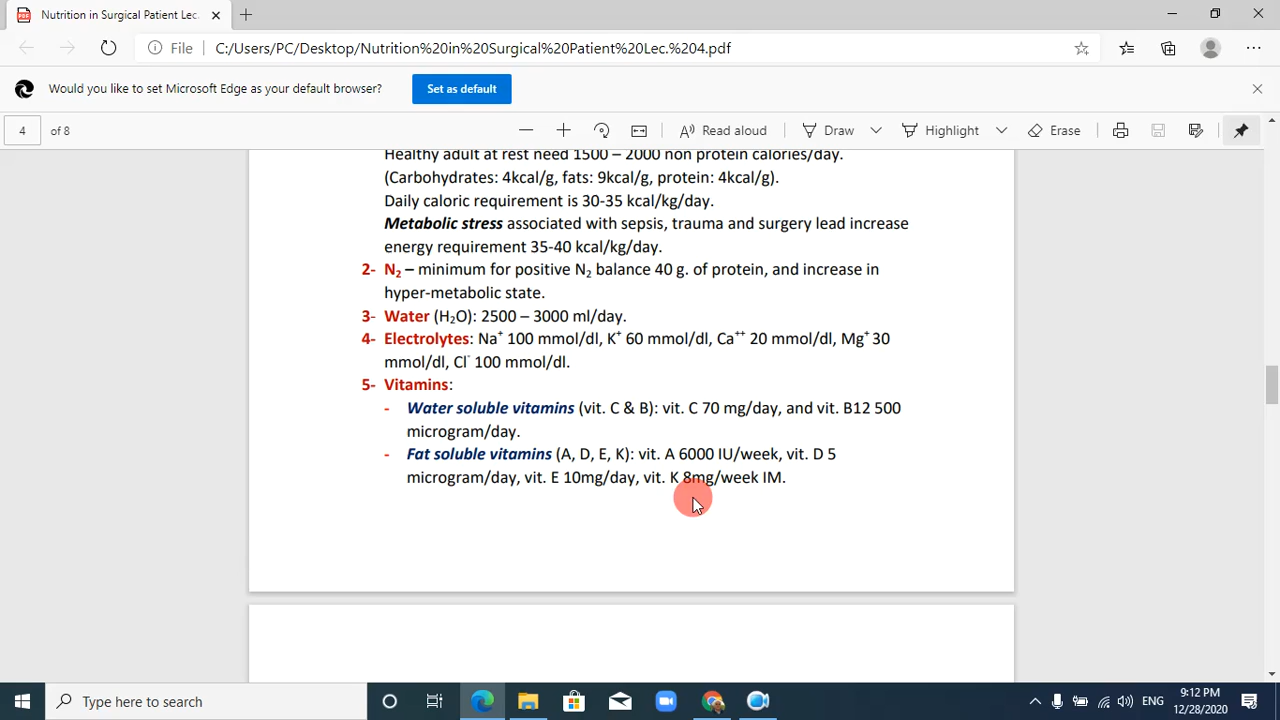 Nutrition in Surgical Patient Lec.
File
C:/Users/PC/Desktop/Nutrition%20in%20Surgical%20Patient%20Lec.%204.pdf
Would you like to set Microsoft Edge as your default browser?
Set as default
4 of 8
Read aloud
Draw
Highlight
Erase
Healthy adult at rest need 1500 – 2000 non protein calories/day.
(Carbohydrates: 4kcal/g, fats: 9kcal/g, protein: 4kcal/g).
Daily caloric requirement is 30-35 kcal/kg/day.
Metabolic stress associated with sepsis, trauma and surgery lead increase
energy requirement 35-40 kcal/kg/day.
2- N₂ – minimum for positive N₂ balance 40 g. of protein, and increase in
hyper-metabolic state.
3- Water (H₂O): 2500 – 3000 ml/day.
4- Electrolytes: Na⁺ 100 mmol/dl, K⁺ 60 mmol/dl, Ca⁺⁺ 20 mmol/dl, Mg⁺ 30
mmol/dl, Cl⁻ 100 mmol/dl.
5- Vitamins:
- Water soluble vitamins (vit. C & B): vit. C 70 mg/day, and vit. B12 500
microgram/day.
- Fat soluble vitamins (A, D, E, K): vit. A 6000 IU/week, vit. D 5
microgram/day, vit. E 10mg/day, vit. K 8mg/week IM.
Type here to search
ENG
9:12 PM
12/28/2020